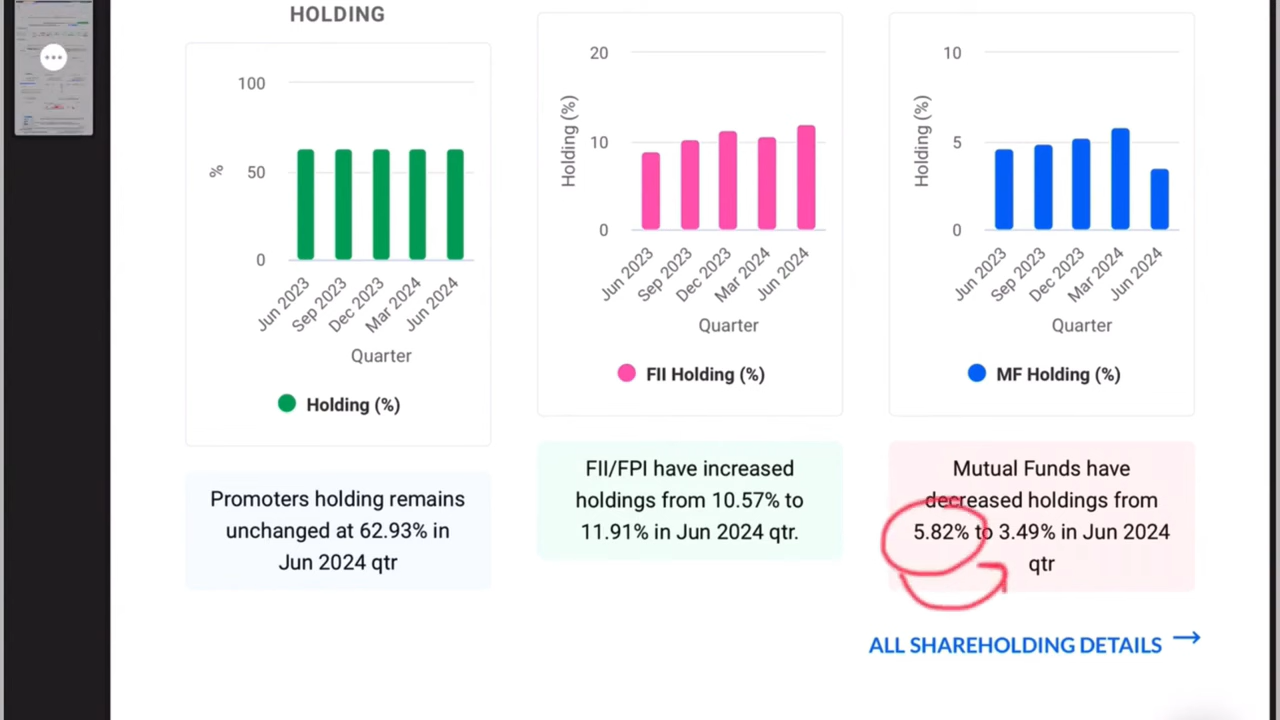 HOLDING
100
%
50
0
Jun 2023
Sep 2023
Dec 2023
Mar 2024
Jun 2024
Quarter
Holding (%)
Promoters holding remains
unchanged at 62.93% in
Jun 2024 qtr
20
Holding (%)
10
0
Jun 2023
Sep 2023
Dec 2023
Mar 2024
Jun 2024
Quarter
FII Holding (%)
FII/FPI have increased
holdings from 10.57% to
11.91% in Jun 2024 qtr.
10
Holding (%)
5
0
Jun 2023
Sep 2023
Dec 2023
Mar 2024
Jun 2024
Quarter
MF Holding (%)
Mutual Funds have
decreased holdings from
5.82% to 3.49% in Jun 2024
qtr
ALL SHAREHOLDING DETAILS